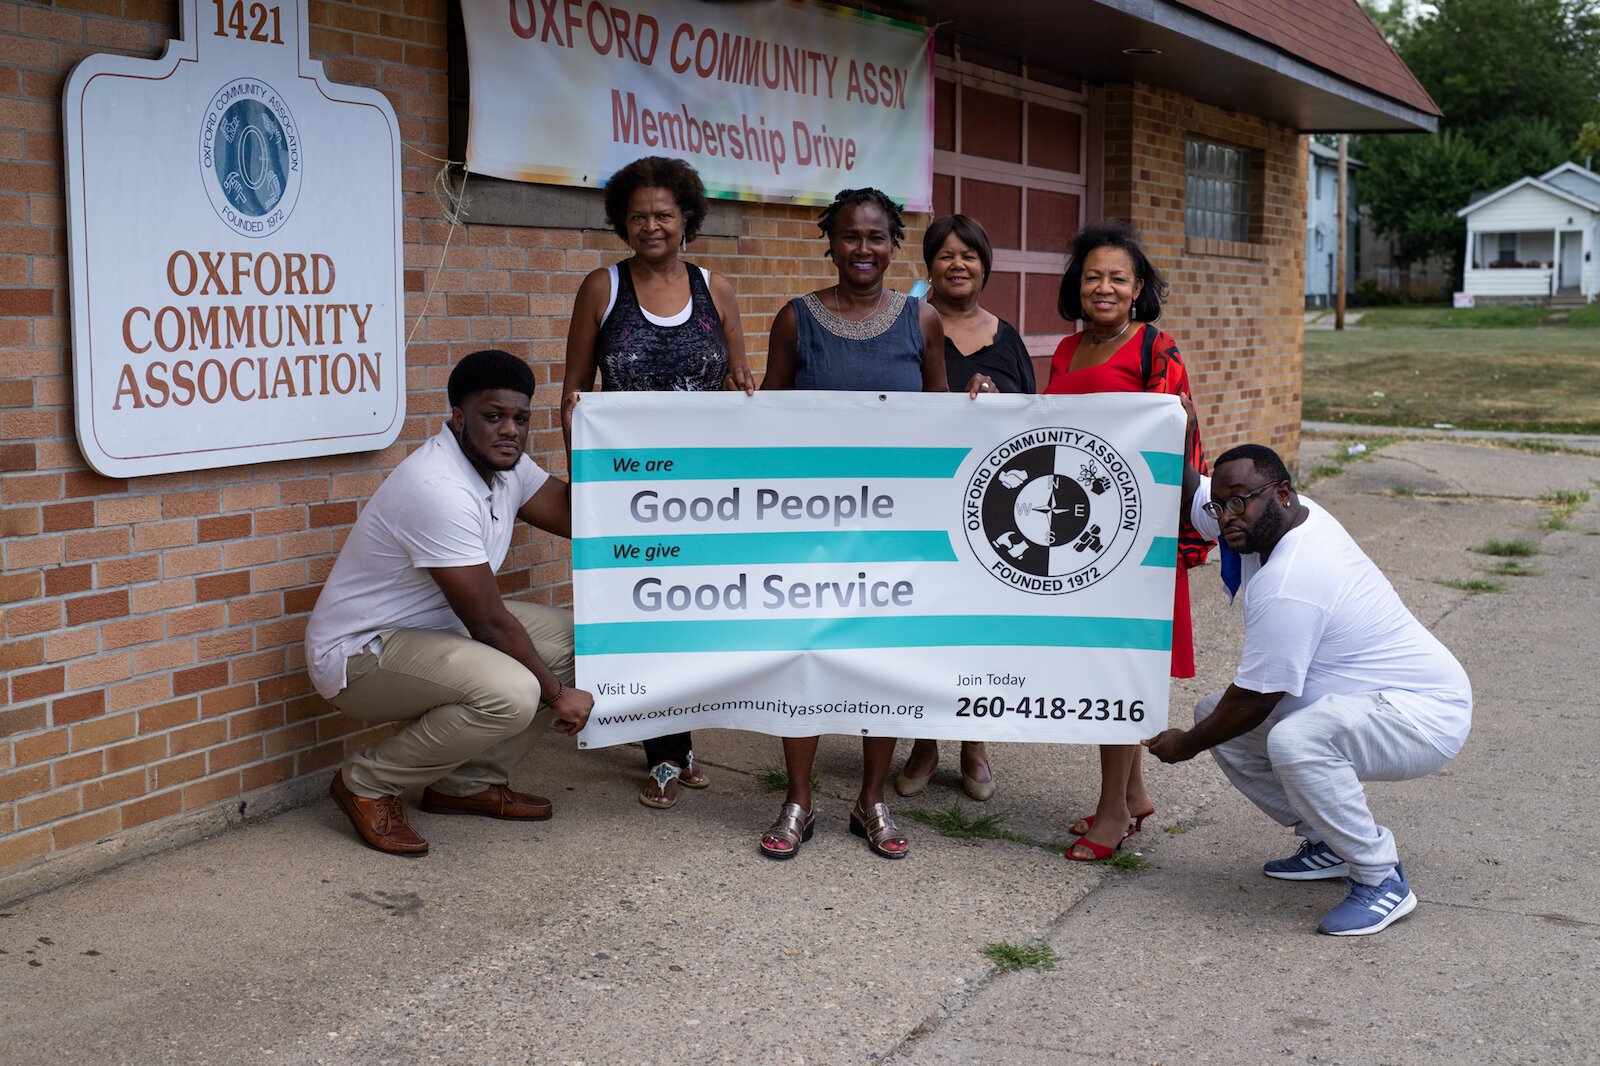 1421
OXFORD COMMUNITY ASSOCIATION
FOUNDED 1972
OXFORD
COMMUNITY
ASSOCIATION
OXFORD COMMUNITY ASSN
Membership Drive
We are
Good People
We give
Good Service
OXFORD COMMUNITY ASSOCIATION
N
W E
S
FOUNDED 1972
Visit Us
www.oxfordcommunityassociation.org
Join Today
260-418-2316